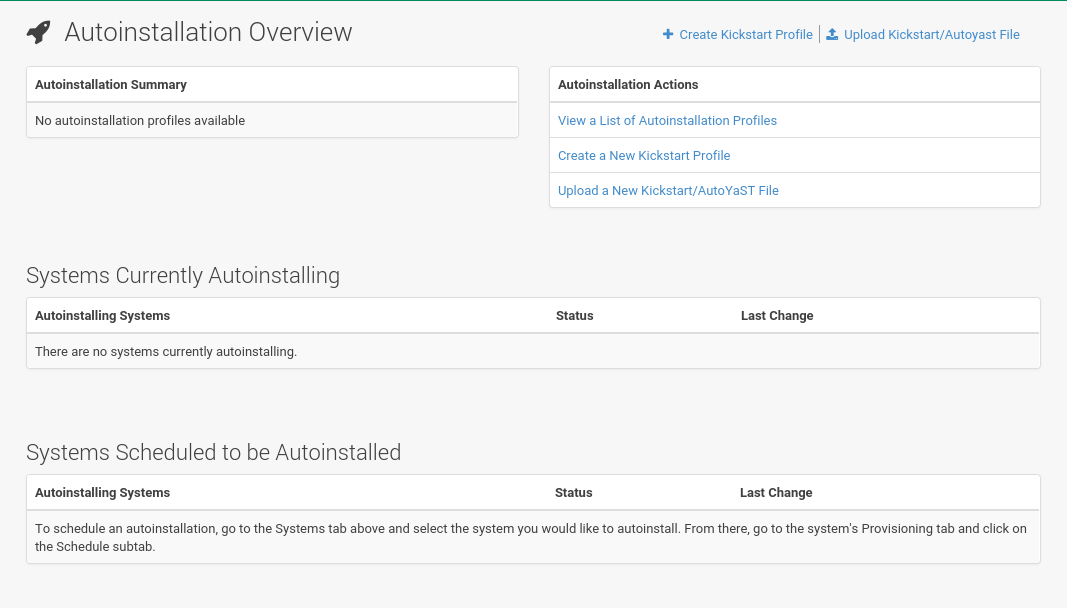 Autoinstallation Overview
Create Kickstart Profile
Upload Kickstart/Autoyast File
Autoinstallation Summary
No autoinstallation profiles available
Autoinstallation Actions
View a List of Autoinstallation Profiles
Create a New Kickstart Profile
Upload a New Kickstart/AutoYaST File
Systems Currently Autoinstalling
Autoinstalling Systems Status Last Change
There are no systems currently autoinstalling.
Systems Scheduled to be Autoinstalled
Autoinstalling Systems Status Last Change
To schedule an autoinstallation, go to the Systems tab above and select the system you would like to autoinstall. From there, go to the system's Provisioning tab and click on
the Schedule subtab.